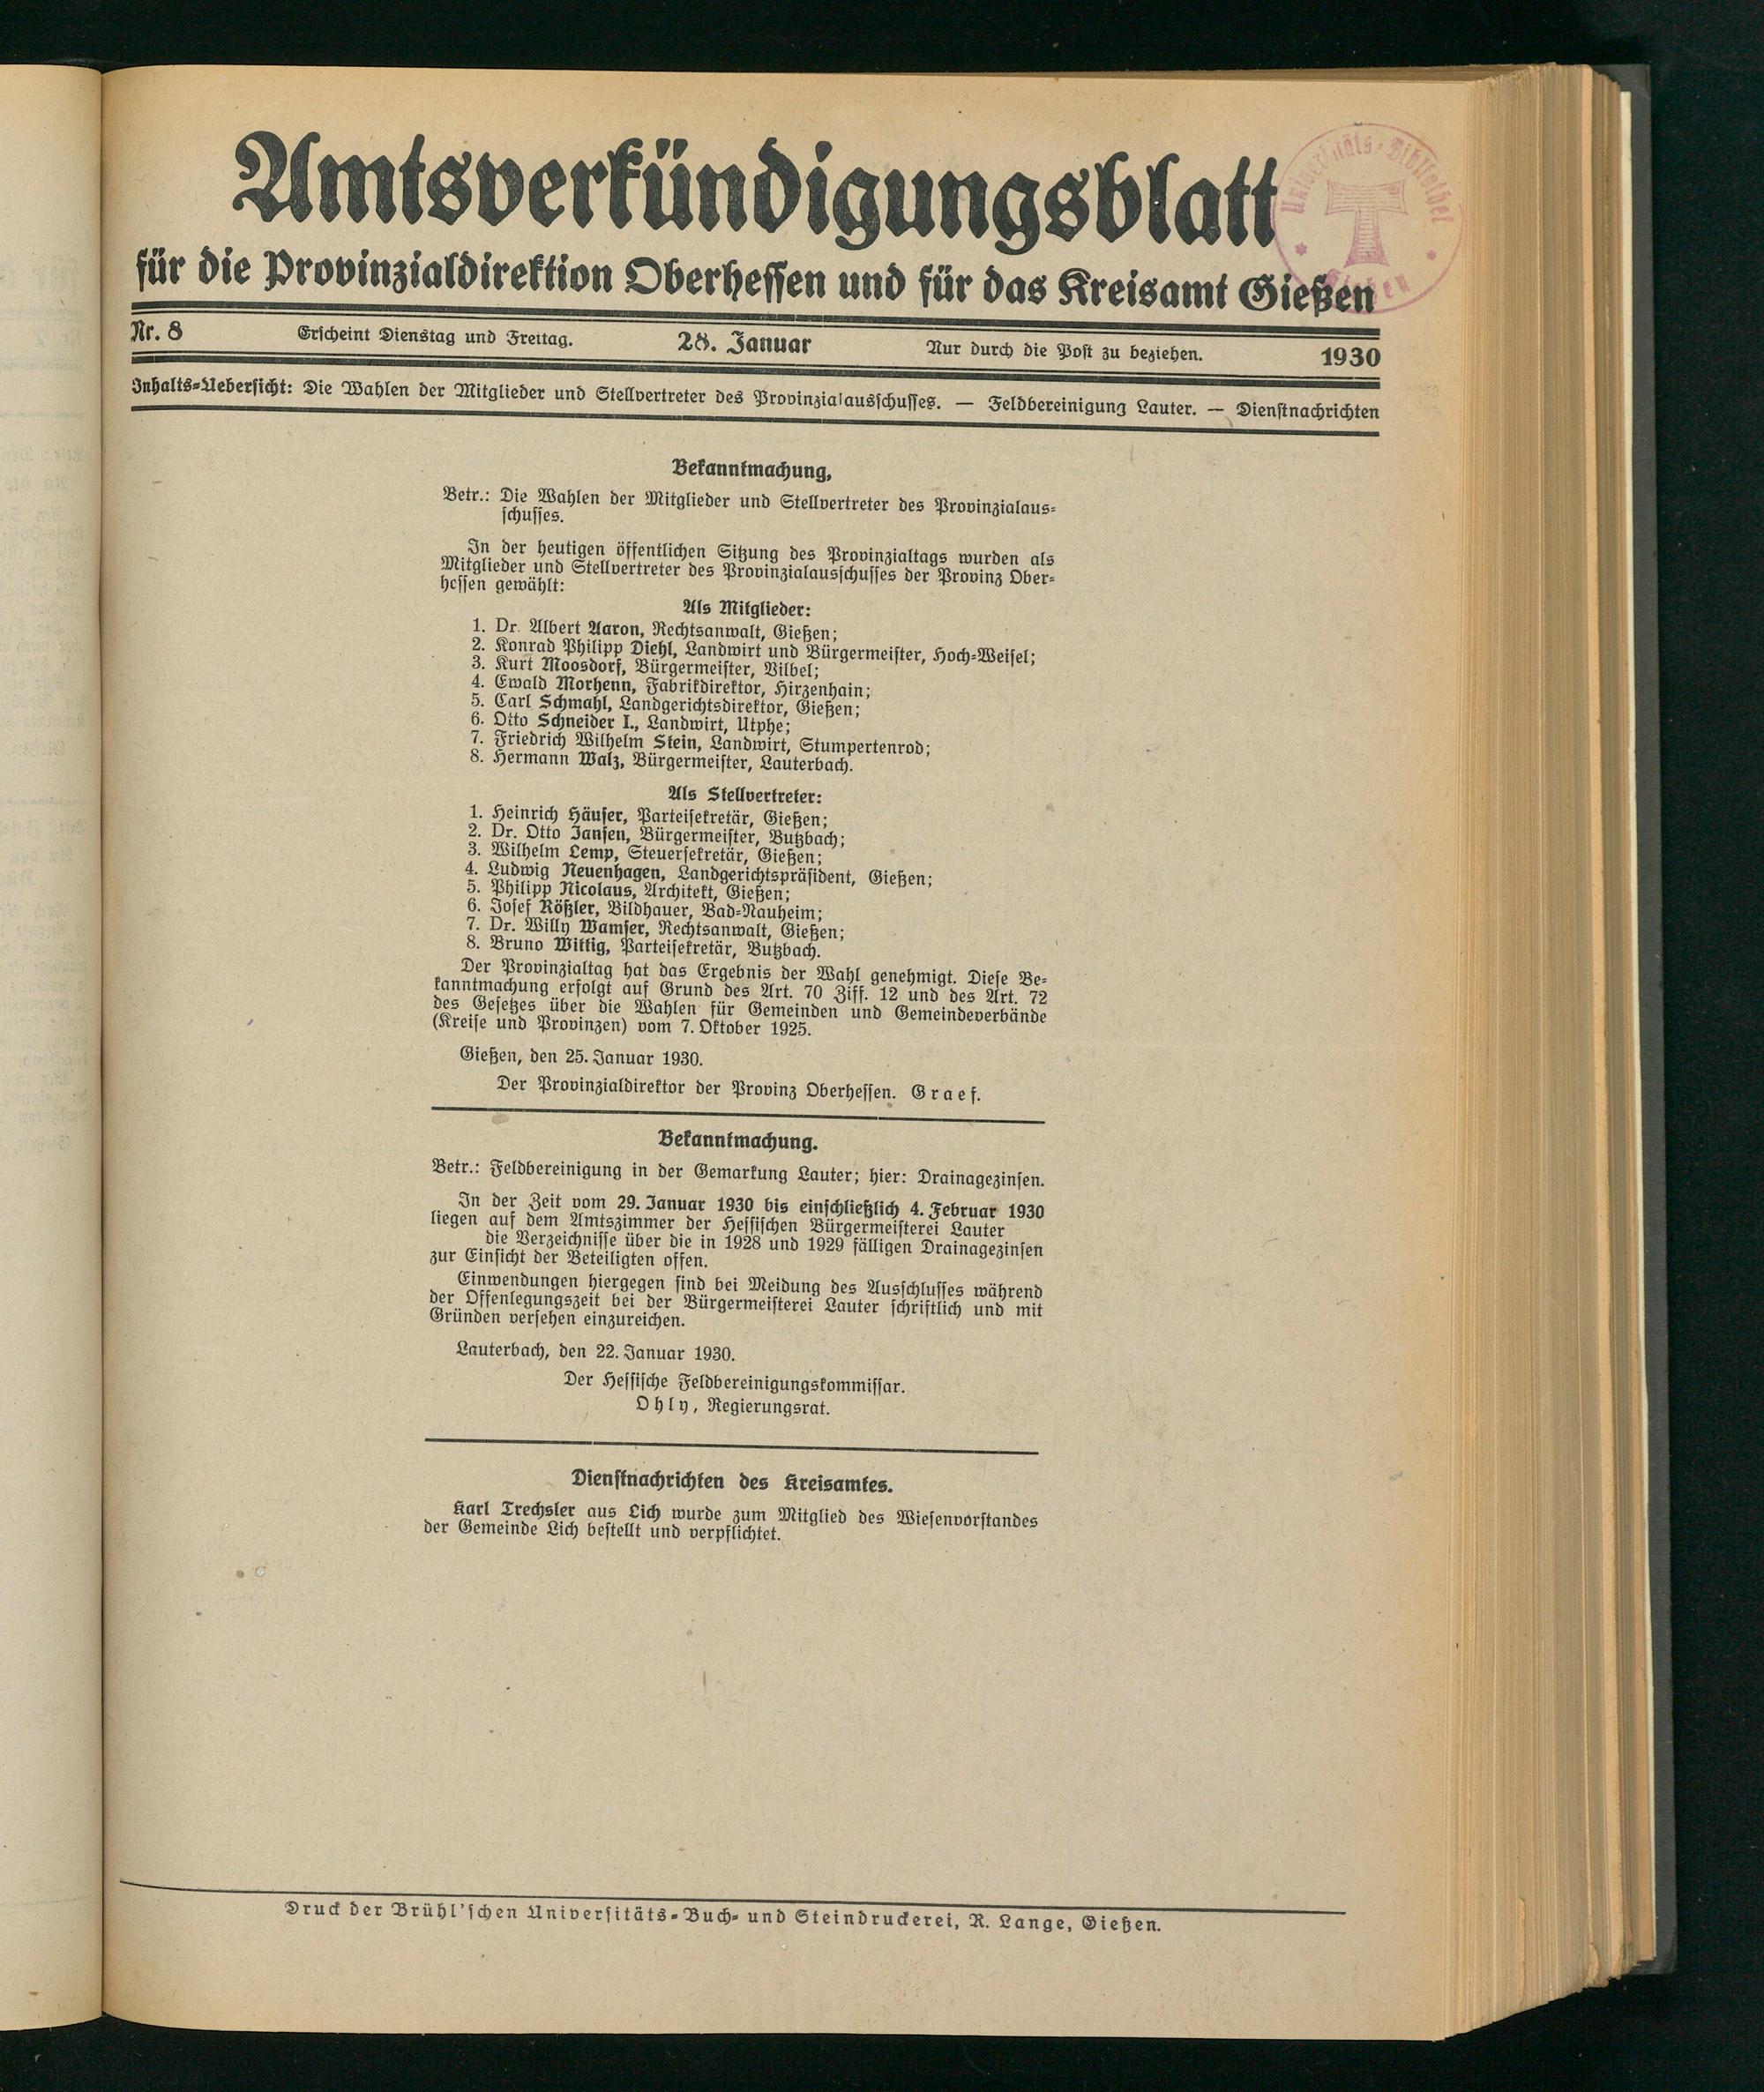 Amtsverkündigungsblatt
für die Provinzialdirektion Oberhessen und für das Kreisamt Gießen
Universitäts-Bibliothek Gießen
Nr. 8 Erscheint Dienstag und Freitag. 28. Januar Nur durch die Post zu beziehen. 1930
Inhalts-Uebersicht: Die Wahlen der Mitglieder und Stellvertreter des Provinzialausschusses. — Feldbereinigung Lauter. — Dienstnachrichten
Bekanntmachung,
Betr.: Die Wahlen der Mitglieder und Stellvertreter des Provinzialaus-
schusses.
In der heutigen öffentlichen Sitzung des Provinzialtags wurden als
Mitglieder und Stellvertreter des Provinzialausschusses der Provinz Ober-
hessen gewählt:
Als Mitglieder:
1. Dr. Albert Aaron, Rechtsanwalt, Gießen;
2. Konrad Philipp Diehl, Landwirt und Bürgermeister, Hoch-Weisel;
3. Kurt Moosdorf, Bürgermeister, Vilbel;
4. Ewald Morhenn, Fabrikdirektor, Hirzenhain;
5. Carl Schmahl, Landgerichtsdirektor, Gießen;
6. Otto Schneider I., Landwirt, Utphe;
7. Friedrich Wilhelm Stein, Landwirt, Stumpertenrod;
8. Hermann Walz, Bürgermeister, Lauterbach.
Als Stellvertreter:
1. Heinrich Häuser, Parteisekretär, Gießen;
2. Dr. Otto Jansen, Bürgermeister, Butzbach;
3. Wilhelm Lemp, Steuersekretär, Gießen;
4. Ludwig Neuenhagen, Landgerichtspräsident, Gießen;
5. Philipp Nicolaus, Architekt, Gießen;
6. Josef Rößler, Bildhauer, Bad-Nauheim;
7. Dr. Willy Wamser, Rechtsanwalt, Gießen;
8. Bruno Wittig, Parteisekretär, Butzbach.
Der Provinzialtag hat das Ergebnis der Wahl genehmigt. Diese Be-
kanntmachung erfolgt auf Grund des Art. 70 Ziff. 12 und des Art. 72
des Gesetzes über die Wahlen für Gemeinden und Gemeindeverbände
(Kreise und Provinzen) vom 7. Oktober 1925.
Gießen, den 25. Januar 1930.
Der Provinzialdirektor der Provinz Oberhessen. Graef.
Bekanntmachung.
Betr.: Feldbereinigung in der Gemarkung Lauter; hier: Drainagezinsen.
In der Zeit vom 29. Januar 1930 bis einschließlich 4. Februar 1930
liegen auf dem Amtszimmer der Hessischen Bürgermeisterei Lauter
die Verzeichnisse über die in 1928 und 1929 fälligen Drainagezinsen
zur Einsicht der Beteiligten offen.
Einwendungen hiergegen sind bei Meidung des Ausschlusses während
der Offenlegungszeit bei der Bürgermeisterei Lauter schriftlich und mit
Gründen versehen einzureichen.
Lauterbach, den 22. Januar 1930.
Der Hessische Feldbereinigungskommissar.
Ohly, Regierungsrat.
Dienstnachrichten des Kreisamtes.
Karl Trechsler aus Lich wurde zum Mitglied des Wiesenvorstandes
der Gemeinde Lich bestellt und verpflichtet.
Druck der Brühl'schen Universitäts-Buch- und Steindruckerei, R. Lange, Gießen.